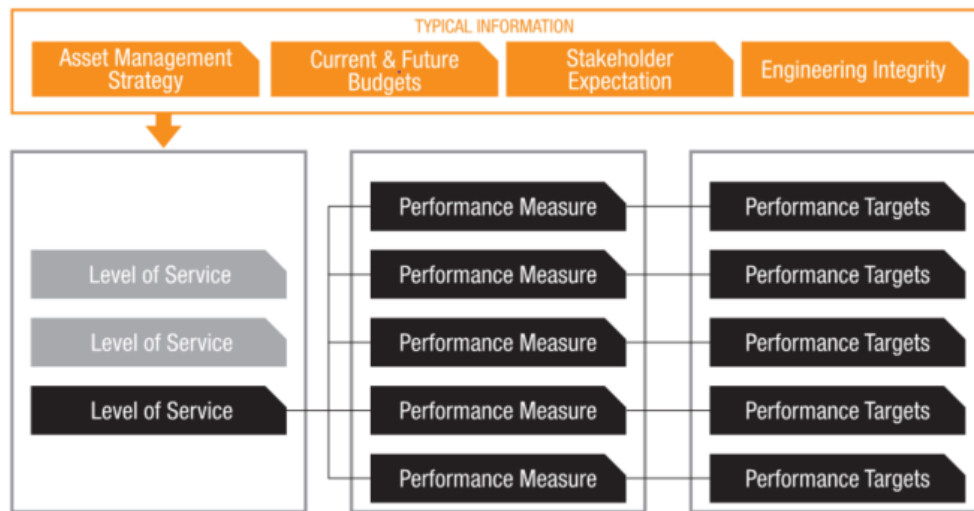 TYPICAL INFORMATION
Asset Management
Strategy
Current & Future
Budgets
Stakeholder
Expectation
Engineering Integrity
Level of Service
Level of Service
Level of Service
Performance Measure
Performance Measure
Performance Measure
Performance Measure
Performance Measure
Performance Targets
Performance Targets
Performance Targets
Performance Targets
Performance Targets